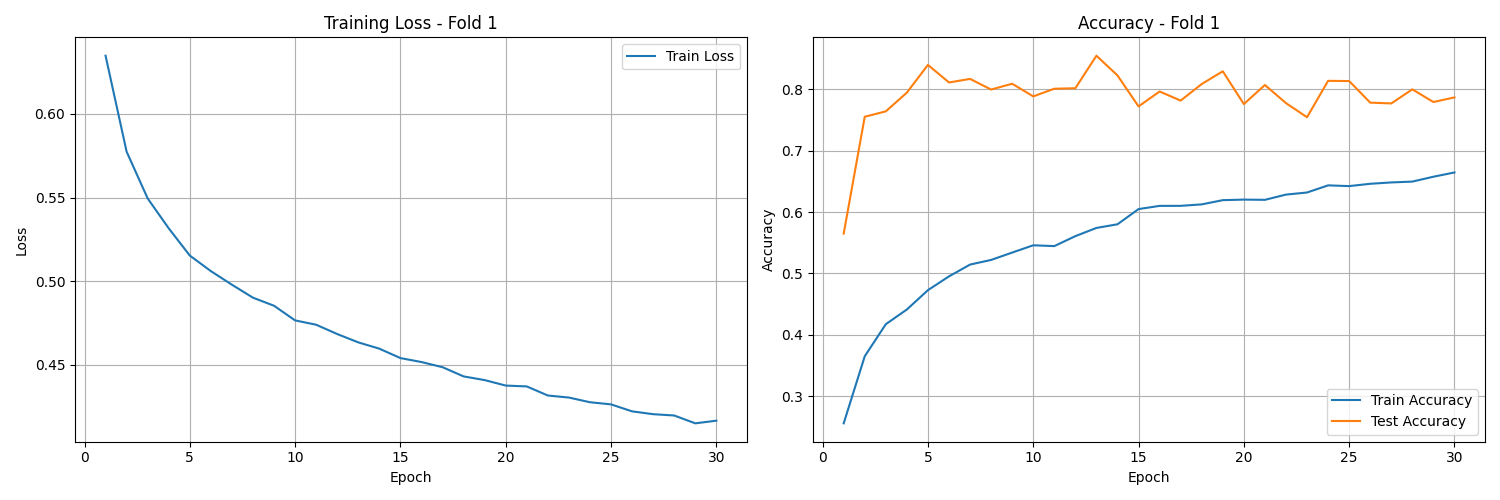 Training Loss - Fold 1
Train Loss
0.60
0.55
0.50
0.45
Loss
0 5 10 15 20 25 30
Epoch
Accuracy - Fold 1
0.8
0.7
0.6
0.5
0.4
0.3
Accuracy
Train Accuracy
Test Accuracy
0 5 10 15 20 25 30
Epoch